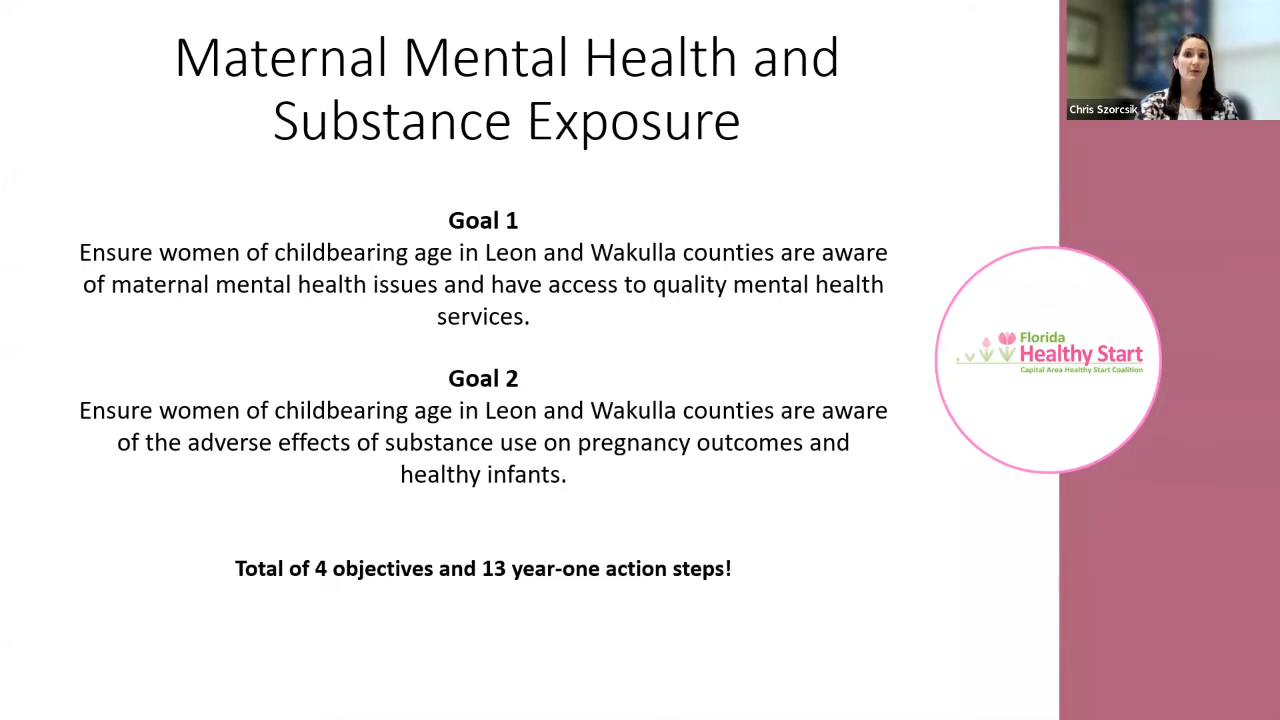 Maternal Mental Health and
Substance Exposure
Chris Szorcsik
Goal 1
Ensure women of childbearing age in Leon and Wakulla counties are aware
of maternal mental health issues and have access to quality mental health
services.
Goal 2
Ensure women of childbearing age in Leon and Wakulla counties are aware
of the adverse effects of substance use on pregnancy outcomes and
healthy infants.
Florida
Healthy Start
Capital Area Healthy Start Coalition
Total of 4 objectives and 13 year-one action steps!